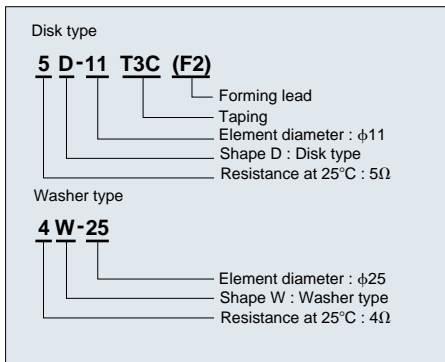 Disk type
5 D-11 T3C (F2)
Forming lead
Taping
Element diameter : ϕ11
Shape D : Disk type
Resistance at 25°C : 5Ω
Washer type
4 W-25
Element diameter : ϕ25
Shape W : Washer type
Resistance at 25°C : 4Ω